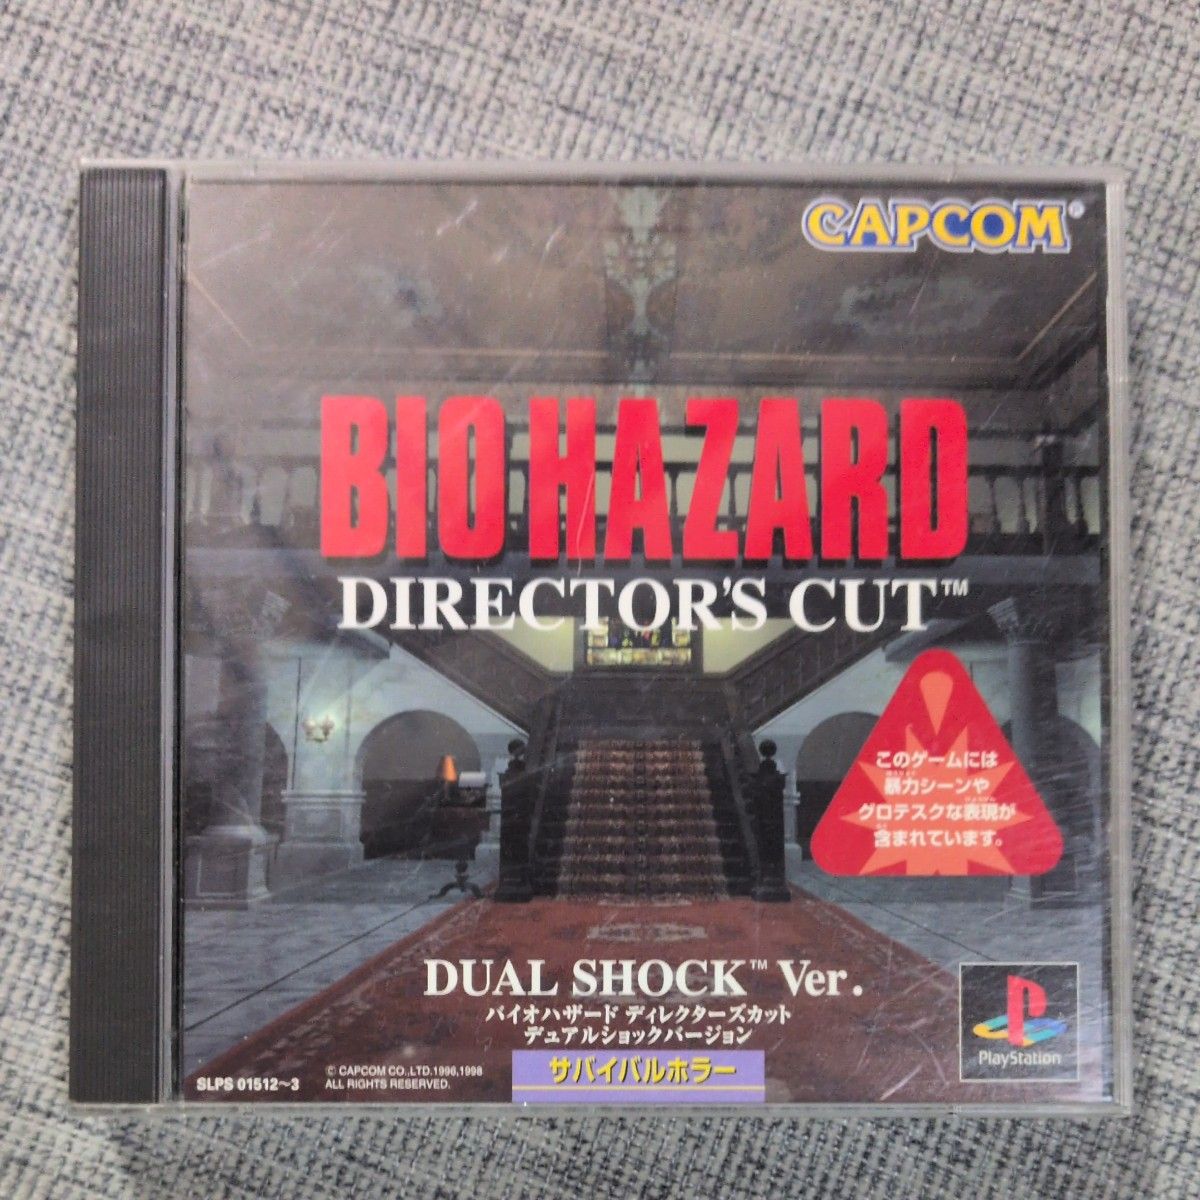 CAPCOM®
BIOHAZARD
DIRECTOR'S CUT™
このゲームには
暴力シーンや
グロテスクな表現が
含まれています。
DUAL SHOCK™ Ver.
バイオハザード ディレクターズカット
デュアルショックバージョン
サバイバルホラー
SLPS 01512~3
© CAPCOM CO.,LTD.1996,1998
ALL RIGHTS RESERVED.
PlayStation